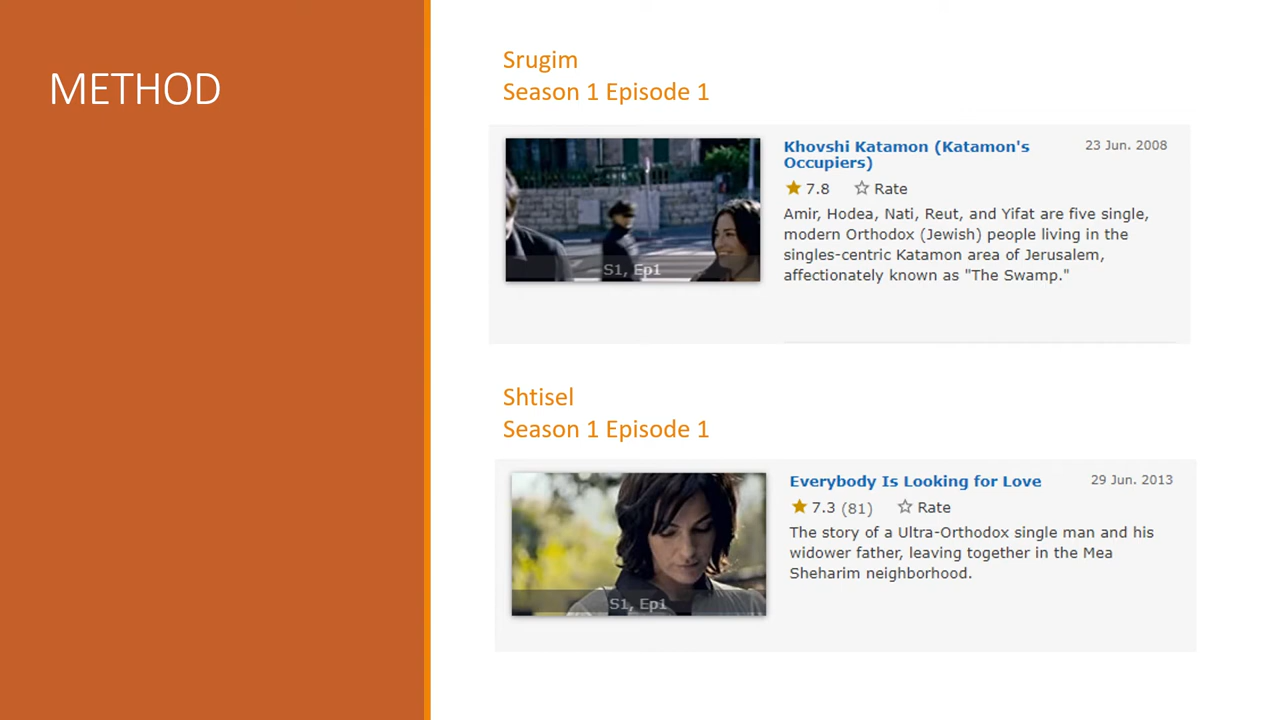 METHOD
Srugim
Season 1 Episode 1
Khovshi Katamon (Katamon's
Occupiers)
23 Jun. 2008
7.8 Rate
Amir, Hodea, Nati, Reut, and Yifat are five single,
modern Orthodox (Jewish) people living in the
singles-centric Katamon area of Jerusalem,
affectionately known as "The Swamp."
S1, Ep1
Shtisel
Season 1 Episode 1
Everybody Is Looking for Love
29 Jun. 2013
7.3 (81) Rate
The story of a Ultra-Orthodox single man and his
widower father, leaving together in the Mea
Sheharim neighborhood.
S1, Ep1